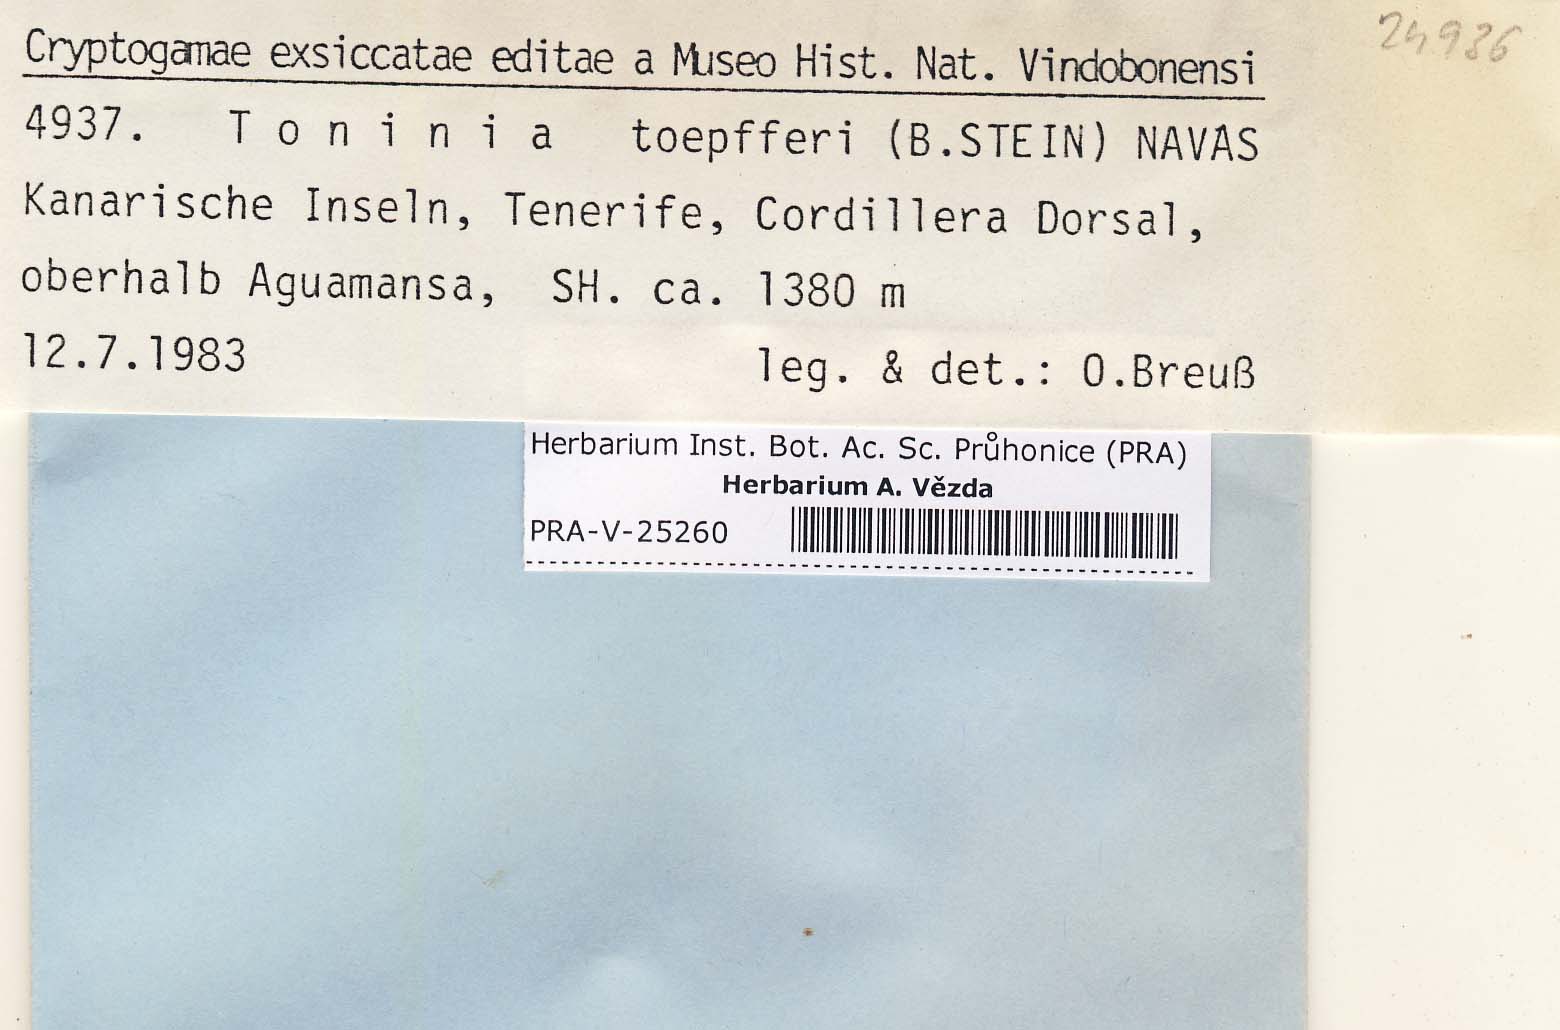 24936
Cryptogamae exsiccatae editae a Museo Hist. Nat. Vindobonensi
4937. Toninia toepfferi (B.STEIN) NAVAS
Kanarische Inseln, Tenerife, Cordillera Dorsal,
oberhalb Aguamansa, SH. ca. 1380 m
12.7.1983 leg. & det.: O.Breuß
Herbarium Inst. Bot. Ac. Sc. Průhonice (PRA)
Herbarium A. Vězda
PRA-V-25260